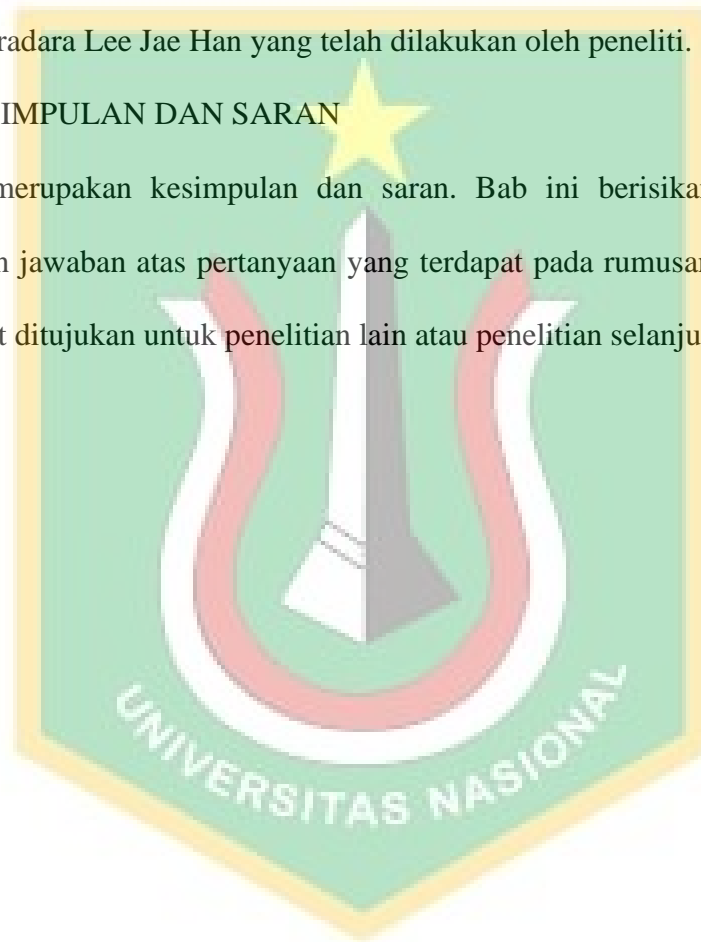 radara Lee Jae Han yang telah dilakukan oleh peneliti.
IMPULAN DAN SARAN
merupakan kesimpulan dan saran. Bab ini berisikan
jawaban atas pertanyaan yang terdapat pada rumusan
ditujukan untuk penelitian lain atau penelitian selanju
UNIVERSITAS NASIONAL